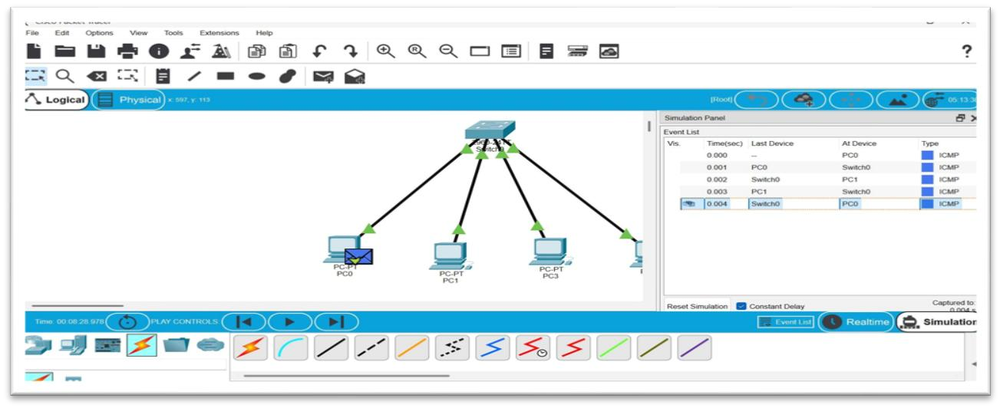 Cisco Packet Tracer
File Edit Options View Tools Extensions Help
Logical Physical x: 597, y: 113 [Root] 05:13:3
Simulation Panel
Event List
Vis. Time(sec) Last Device At Device Type
0.000 -- PC0 ICMP
0.001 PC0 Switch0 ICMP
0.002 Switch0 PC1 ICMP
0.003 PC1 Switch0 ICMP
0.004 Switch0 PC0 ICMP
2960-24TT
Switch0
PC-PT
PC0
PC-PT
PC1
PC-PT
PC3
Reset Simulation Constant Delay Captured to:
0.004 s
Time: 00:08:28.978 PLAY CONTROLS Event List Realtime Simulation